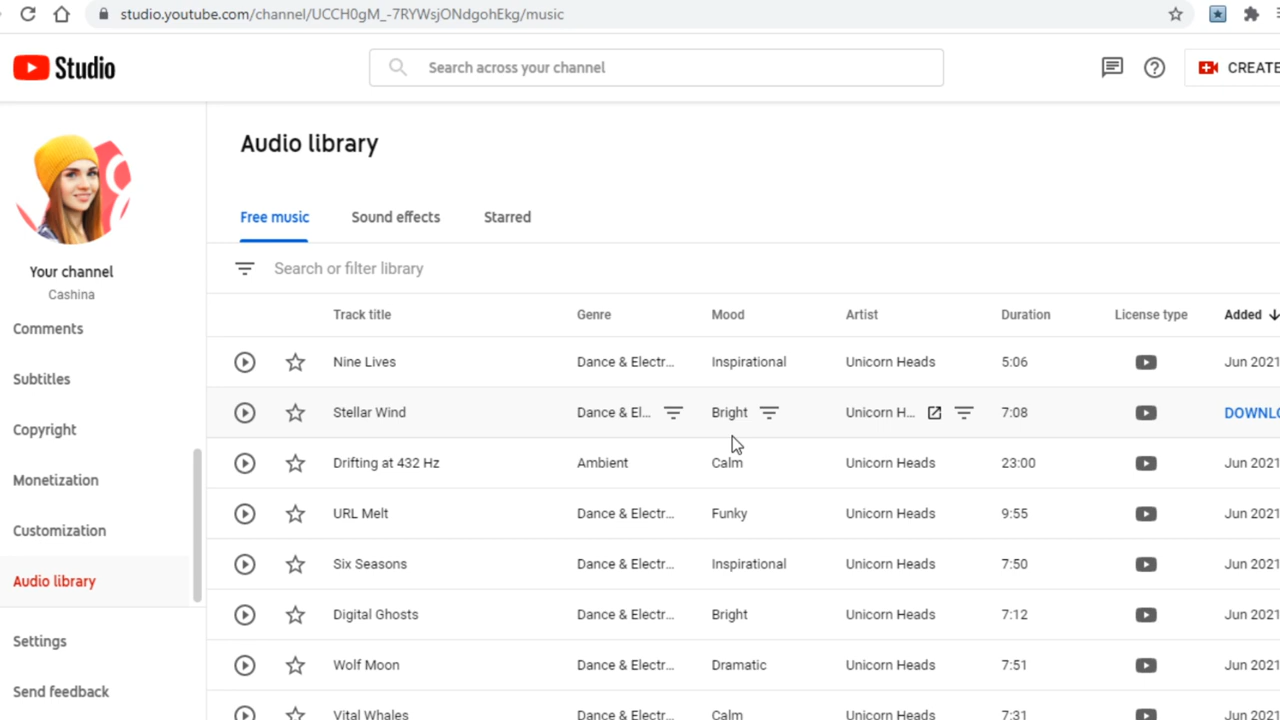 studio.youtube.com/channel/UCCH0gM_-7RYWsjONdgohEkg/music
Studio
Search across your channel
CREATE
Your channel
Cashina
Comments
Subtitles
Copyright
Monetization
Customization
Audio library
Settings
Send feedback
Audio library
Free music Sound effects Starred
Search or filter library
Track title Genre Mood Artist Duration License type Added
Nine Lives Dance & Electr... Inspirational Unicorn Heads 5:06 Jun 2021
Stellar Wind Dance & El... Bright Unicorn H... 7:08 DOWNLO
Drifting at 432 Hz Ambient Calm Unicorn Heads 23:00 Jun 2021
URL Melt Dance & Electr... Funky Unicorn Heads 9:55 Jun 2021
Six Seasons Dance & Electr... Inspirational Unicorn Heads 7:50 Jun 2021
Digital Ghosts Dance & Electr... Bright Unicorn Heads 7:12 Jun 2021
Wolf Moon Dance & Electr... Dramatic Unicorn Heads 7:51 Jun 2021
Vital Whales Dance & Electr... Calm Unicorn Heads 7:31 Jun 2021